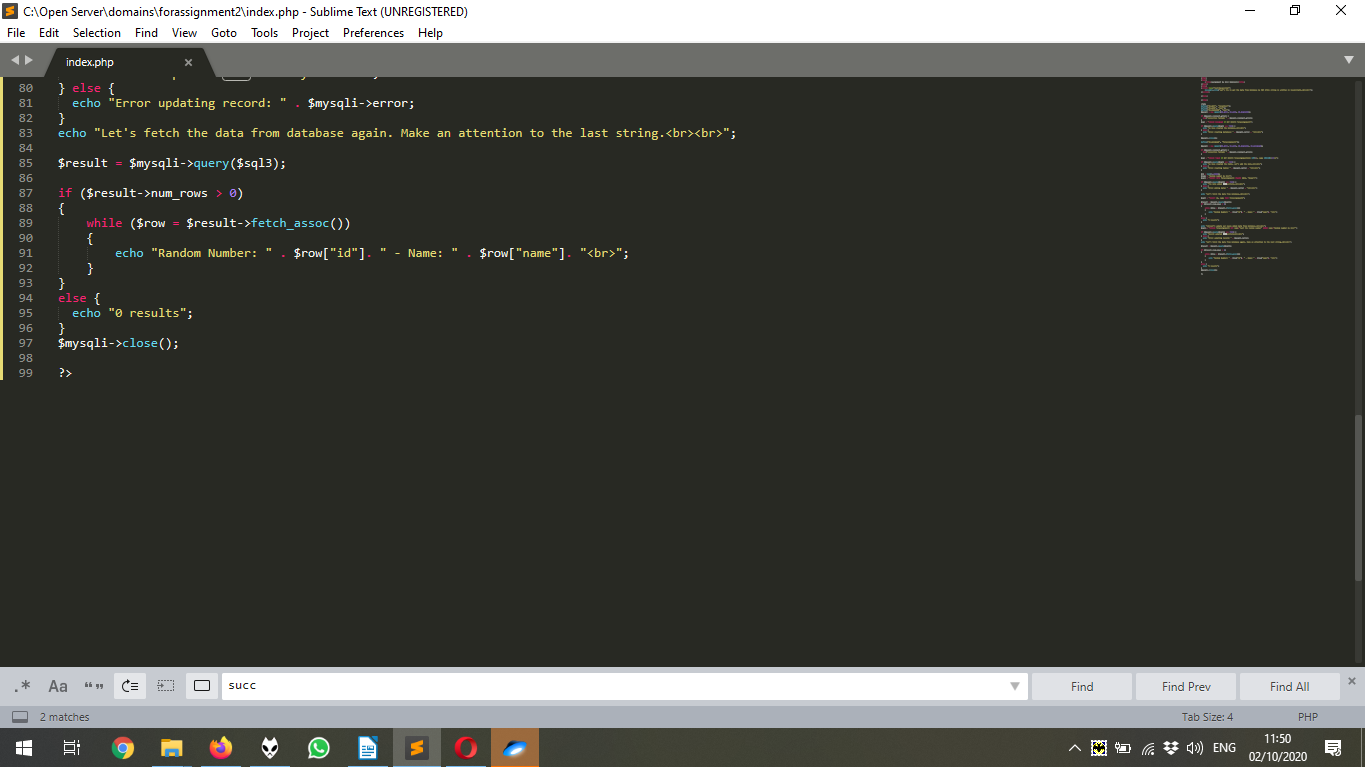 C:\Open Server\domains\forassignment2\index.php - Sublime Text (UNREGISTERED)
File Edit Selection Find View Goto Tools Project Preferences Help
index.php
80 } else {
81 echo "Error updating record: " . $mysqli->error;
82 }
83 echo "Let's fetch the data from database again. Make an attention to the last string.<br><br>";
84
85 $result = $mysqli->query($sql3);
86
87 if ($result->num_rows > 0)
88 {
89 while ($row = $result->fetch_assoc())
90 {
91 echo "Random Number: " . $row["id"]. " - Name: " . $row["name"]. "<br>";
92 }
93 }
94 else {
95 echo "0 results";
96 }
97 $mysqli->close();
98
99 ?>
.* Aa “” succ Find Find Prev Find All
2 matches Tab Size: 4 PHP
ENG 11:50
02/10/2020